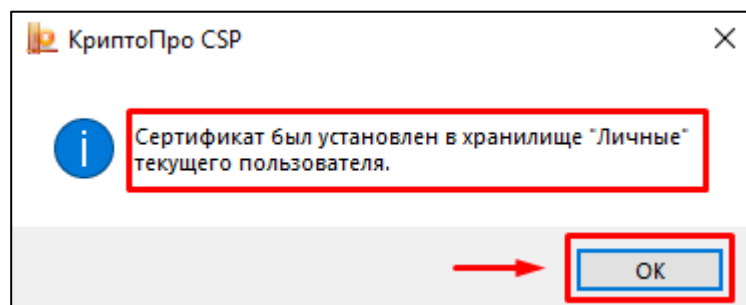 КриптоПро CSP
Сертификат был установлен в хранилище "Личные"
текущего пользователя.
ОК